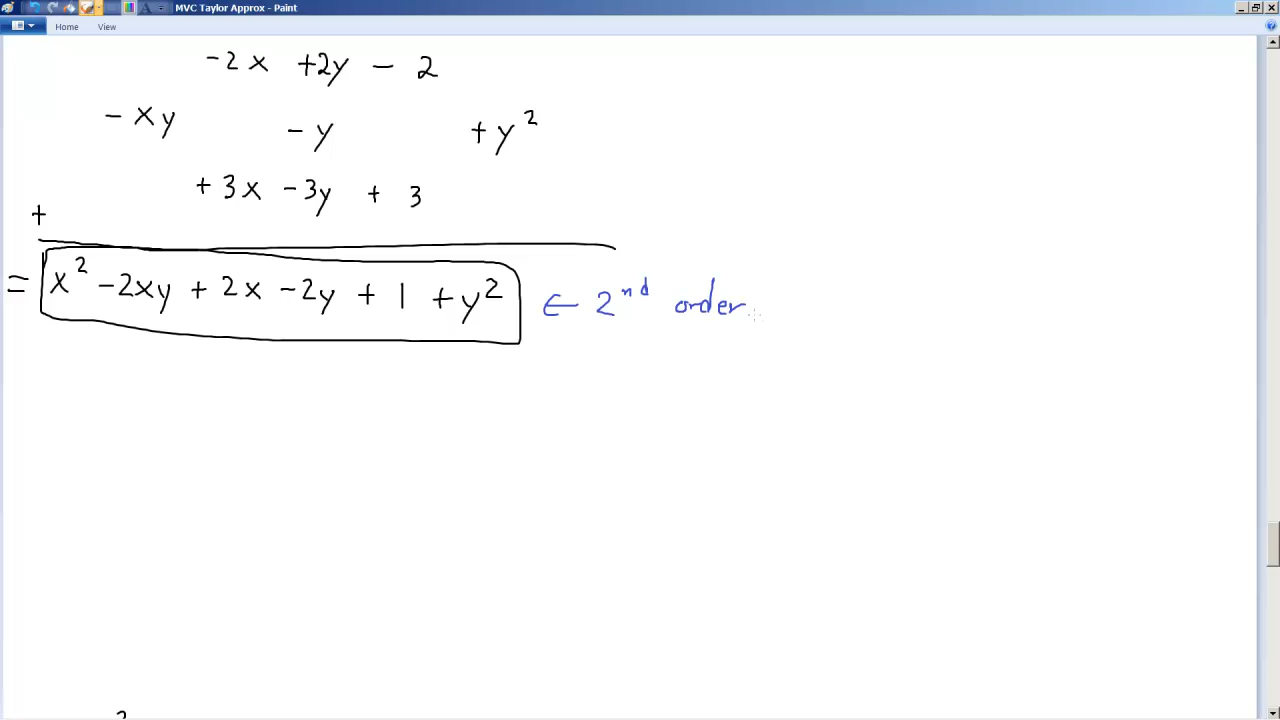 MVC Taylor Approx - Paint
Home View
-2x +2y - 2
- xy - y + y²
+ 3x - 3y + 3
+
= x² - 2xy + 2x - 2y + 1 + y² ← 2ⁿᵈ order
2